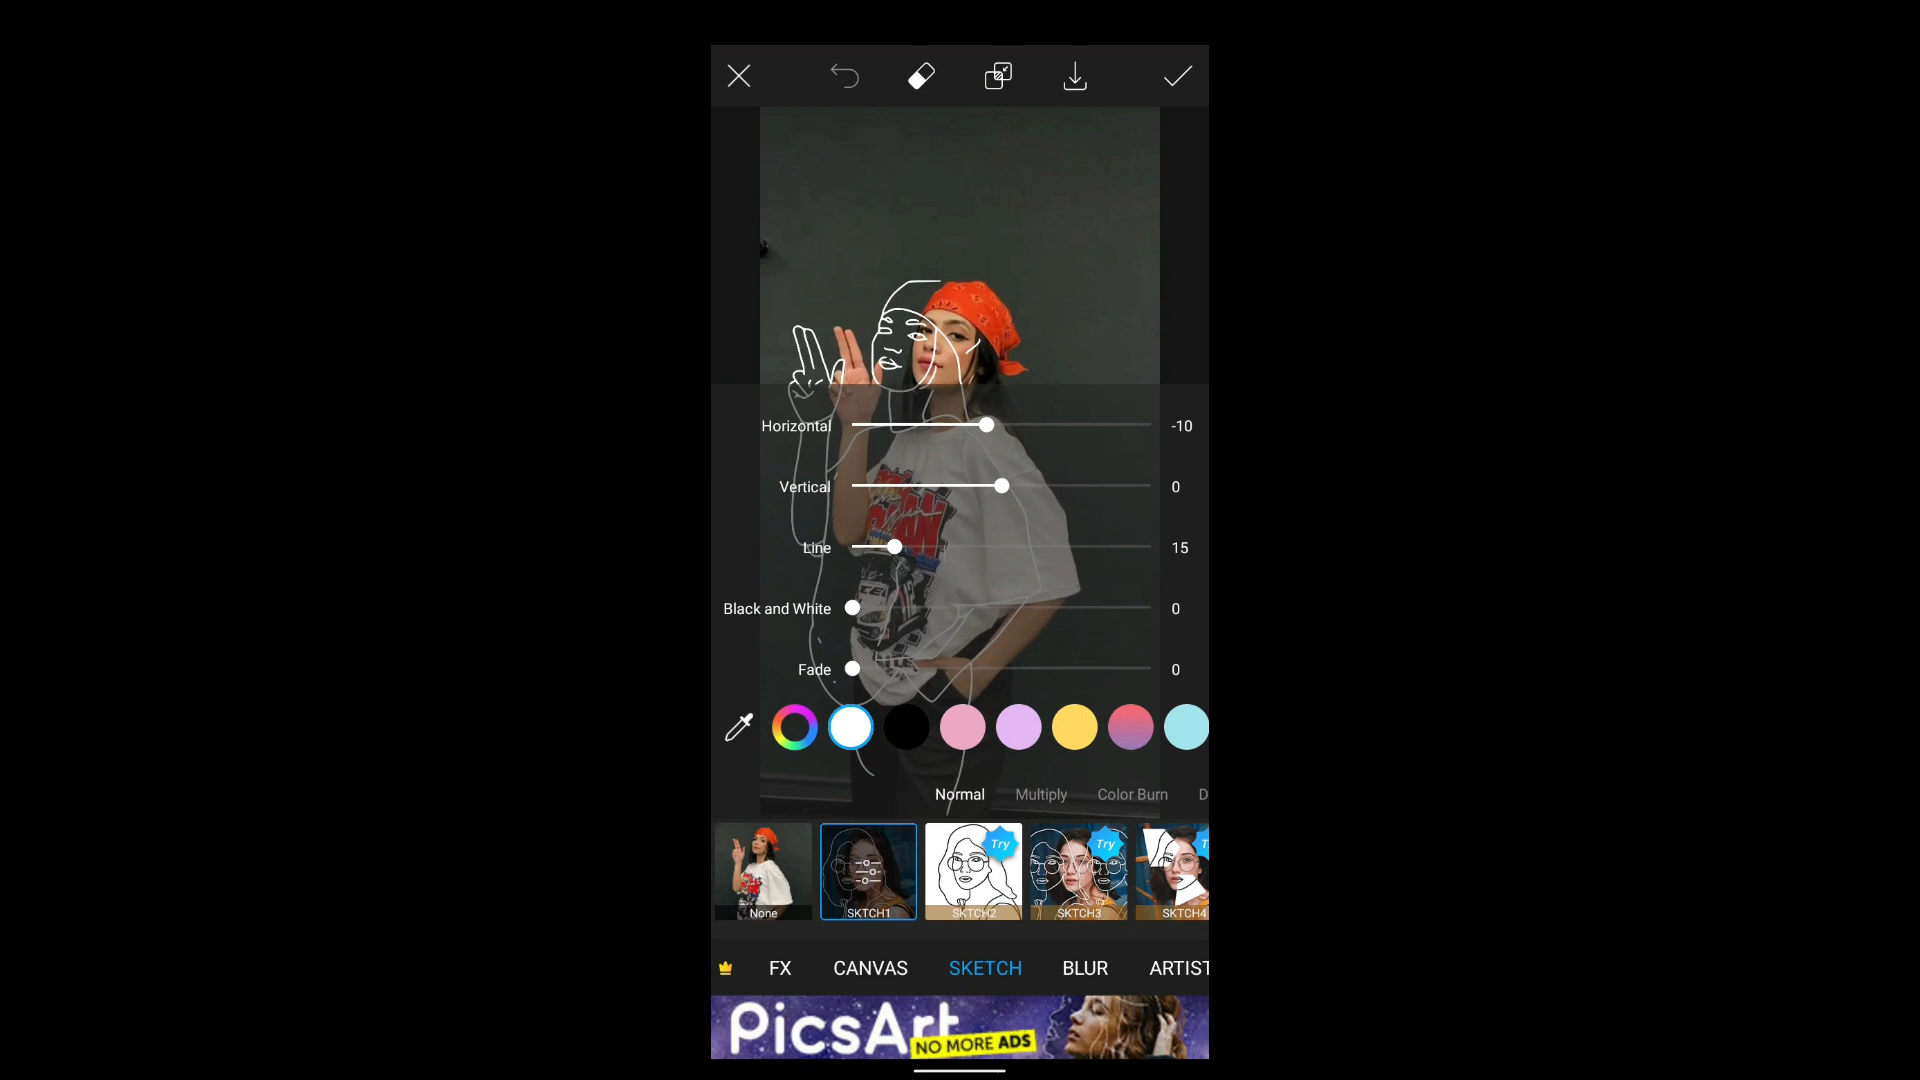 Horizontal -10
Vertical 0
Line 15
Black and White 0
Fade 0
Normal Multiply Color Burn D
Try Try T
None SKTCH1 SKTCH2 SKTCH3 SKTCH4
FX CANVAS SKETCH BLUR ARTIST
PicsArt
NO MORE ADS